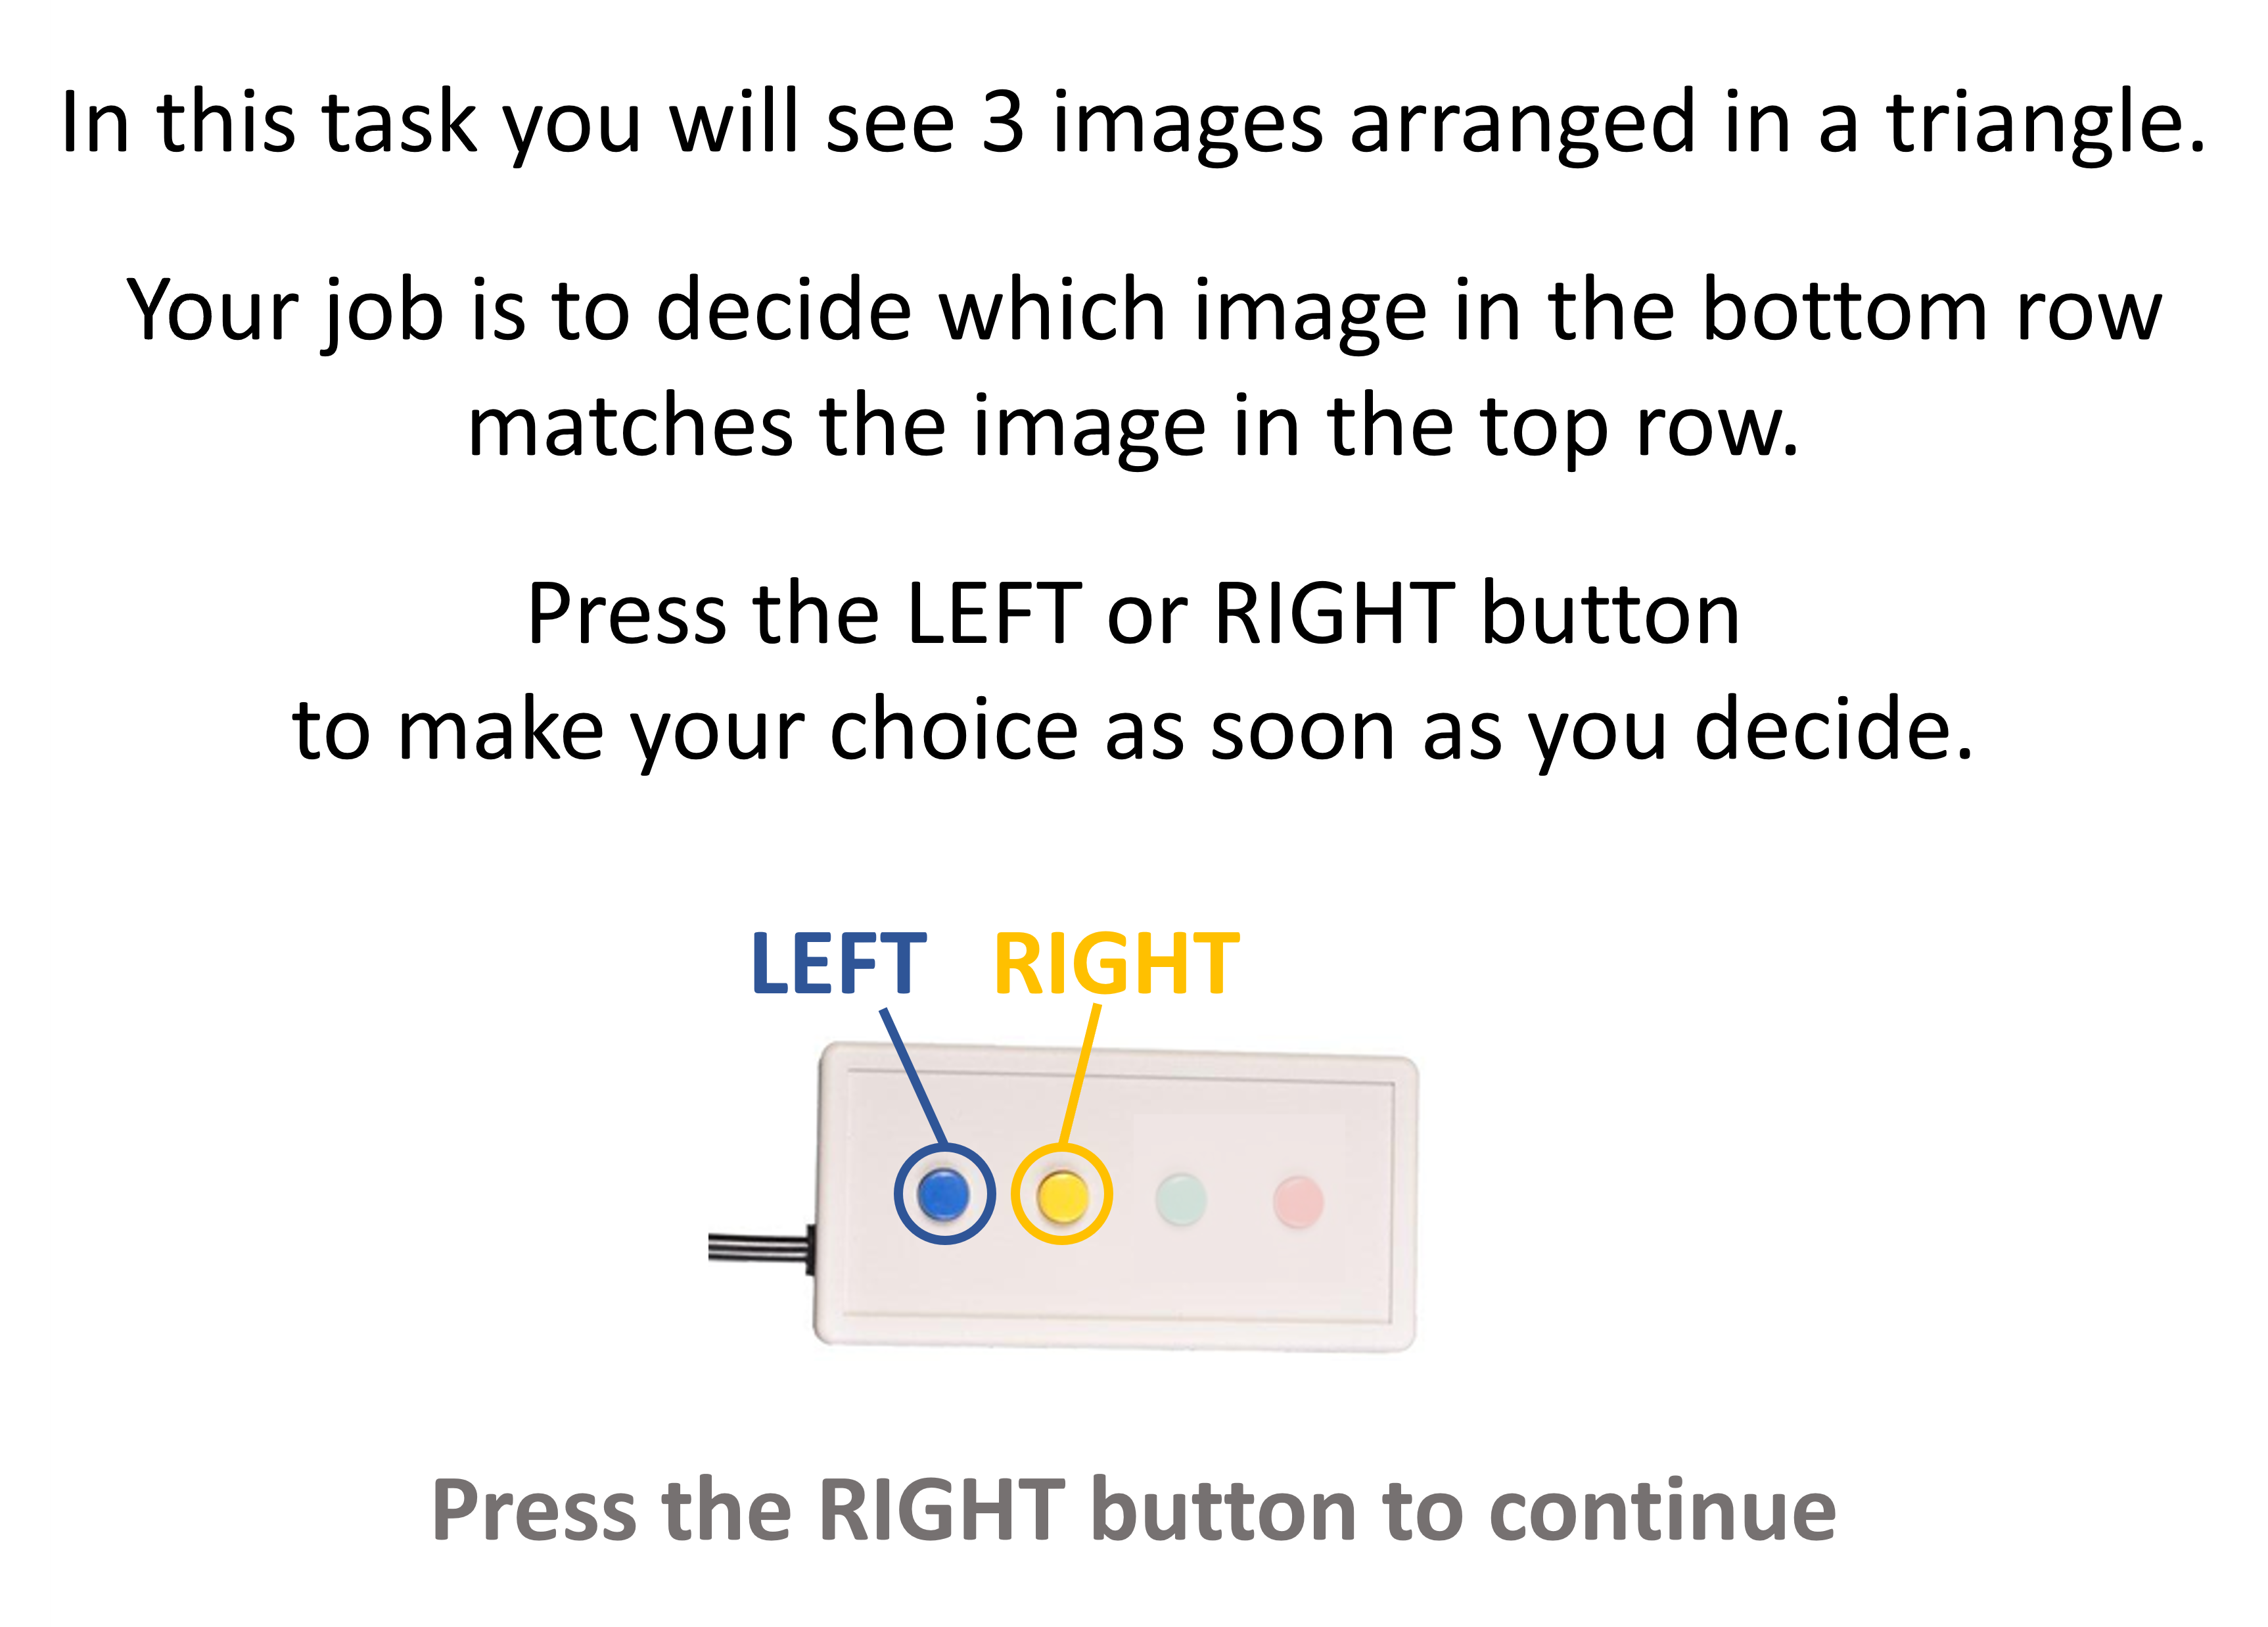 In this task you will see 3 images arranged in a triangle.
Your job is to decide which image in the bottom row
matches the image in the top row.
Press the LEFT or RIGHT button
to make your choice as soon as you decide.
LEFT RIGHT
Press the RIGHT button to continue